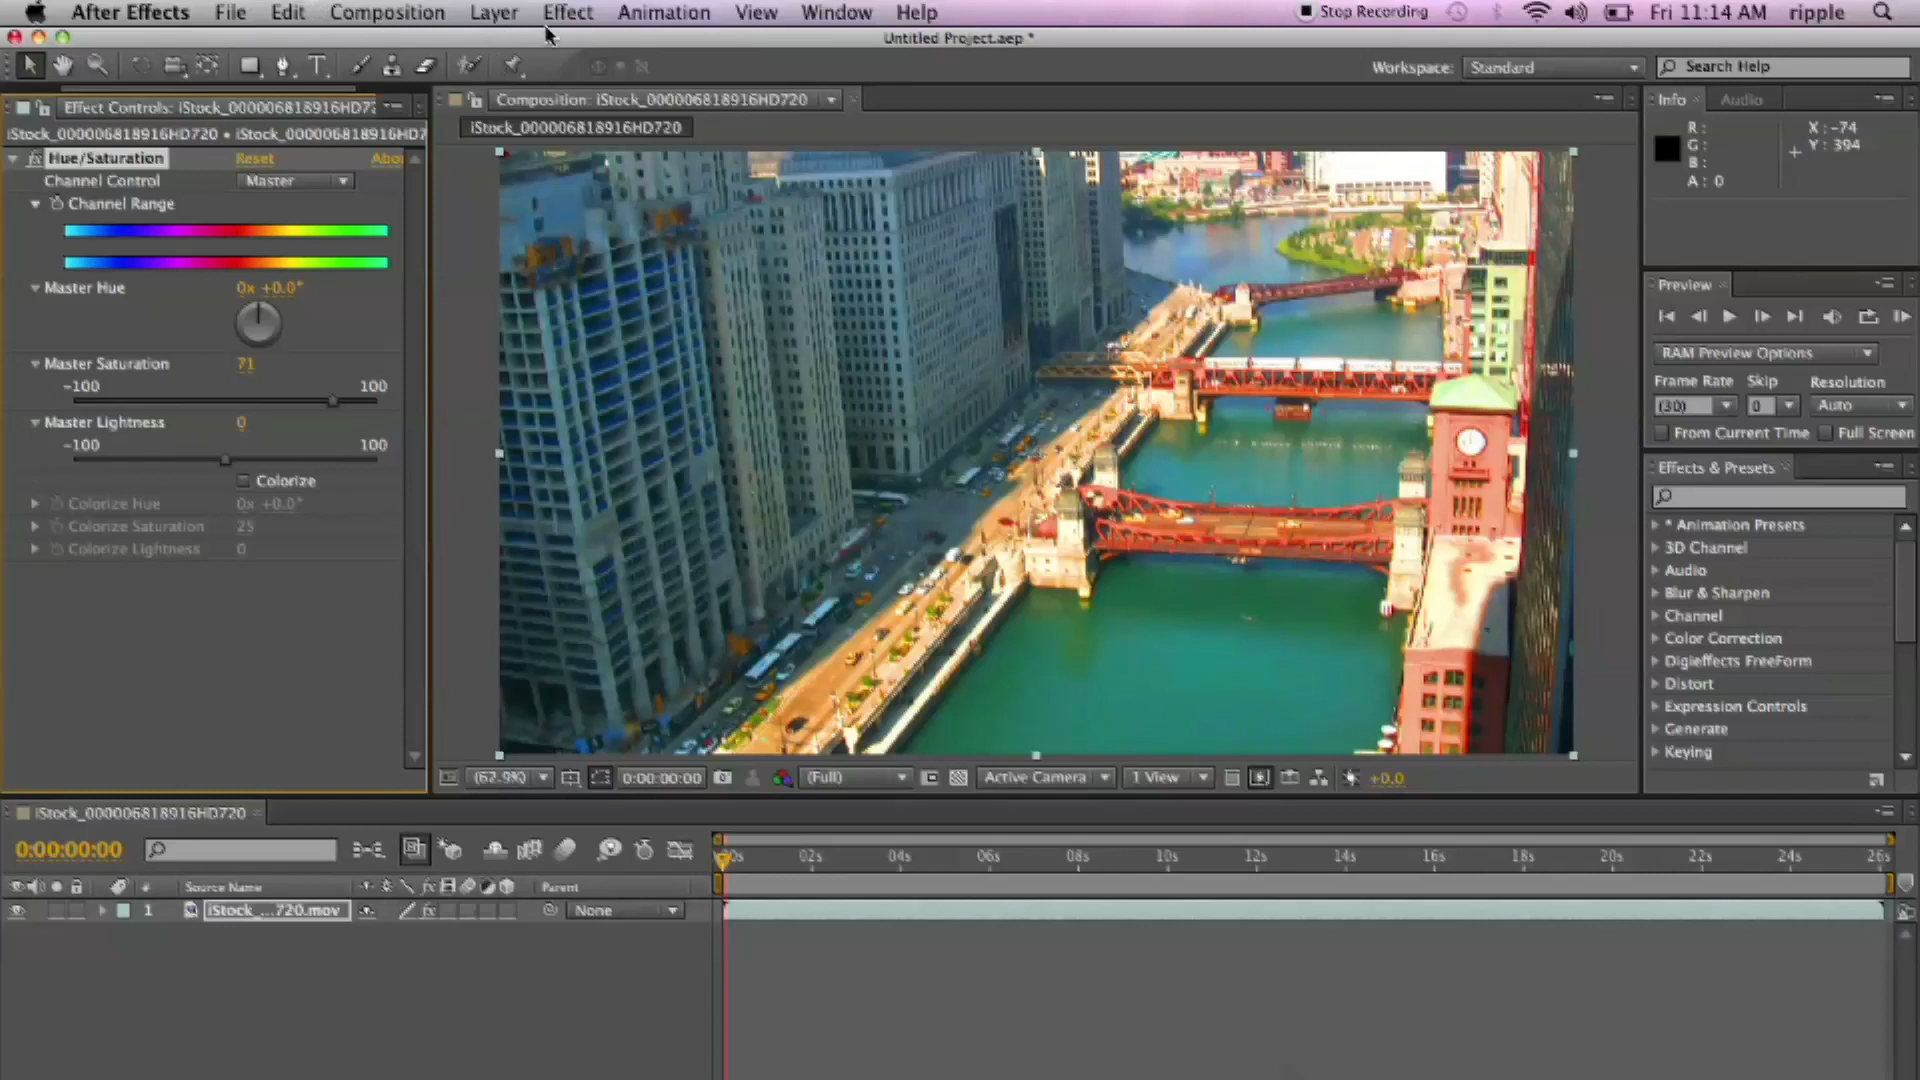 After Effects File Edit Composition Layer Effect Animation View Window Help Stop Recording Fri 11:14 AM ripple
Untitled Project.aep *
Workspace: Standard Search Help
Effect Controls: iStock_000006818916HD72
iStock_000006818916HD720 • iStock_000006818916HD7
Hue/Saturation Reset Abo
Channel Control Master
Channel Range
Master Hue 0x +0.0°
Master Saturation 71
-100 100
Master Lightness 0
-100 100
Colorize
Colorize Hue 0x +0.0°
Colorize Saturation 25
Colorize Lightness 0
Composition: iStock_000006818916HD720
iStock_000006818916HD720
(62.9%) 0:00:00:00 (Full) Active Camera 1 View +0.0
Info Audio
R: X: -74
G: Y: 394
B:
A: 0
Preview
RAM Preview Options
Frame Rate Skip Resolution
(30) 0 Auto
From Current Time Full Screen
Effects & Presets
* Animation Presets
3D Channel
Audio
Blur & Sharpen
Channel
Color Correction
Digieffects FreeForm
Distort
Expression Controls
Generate
Keying
iStock_000006818916HD720
0:00:00:00
0s 02s 04s 06s 08s 10s 12s 14s 16s 18s 20s 22s 24s 26s
# Source Name fx Parent
1 iStock_...720.mov fx None